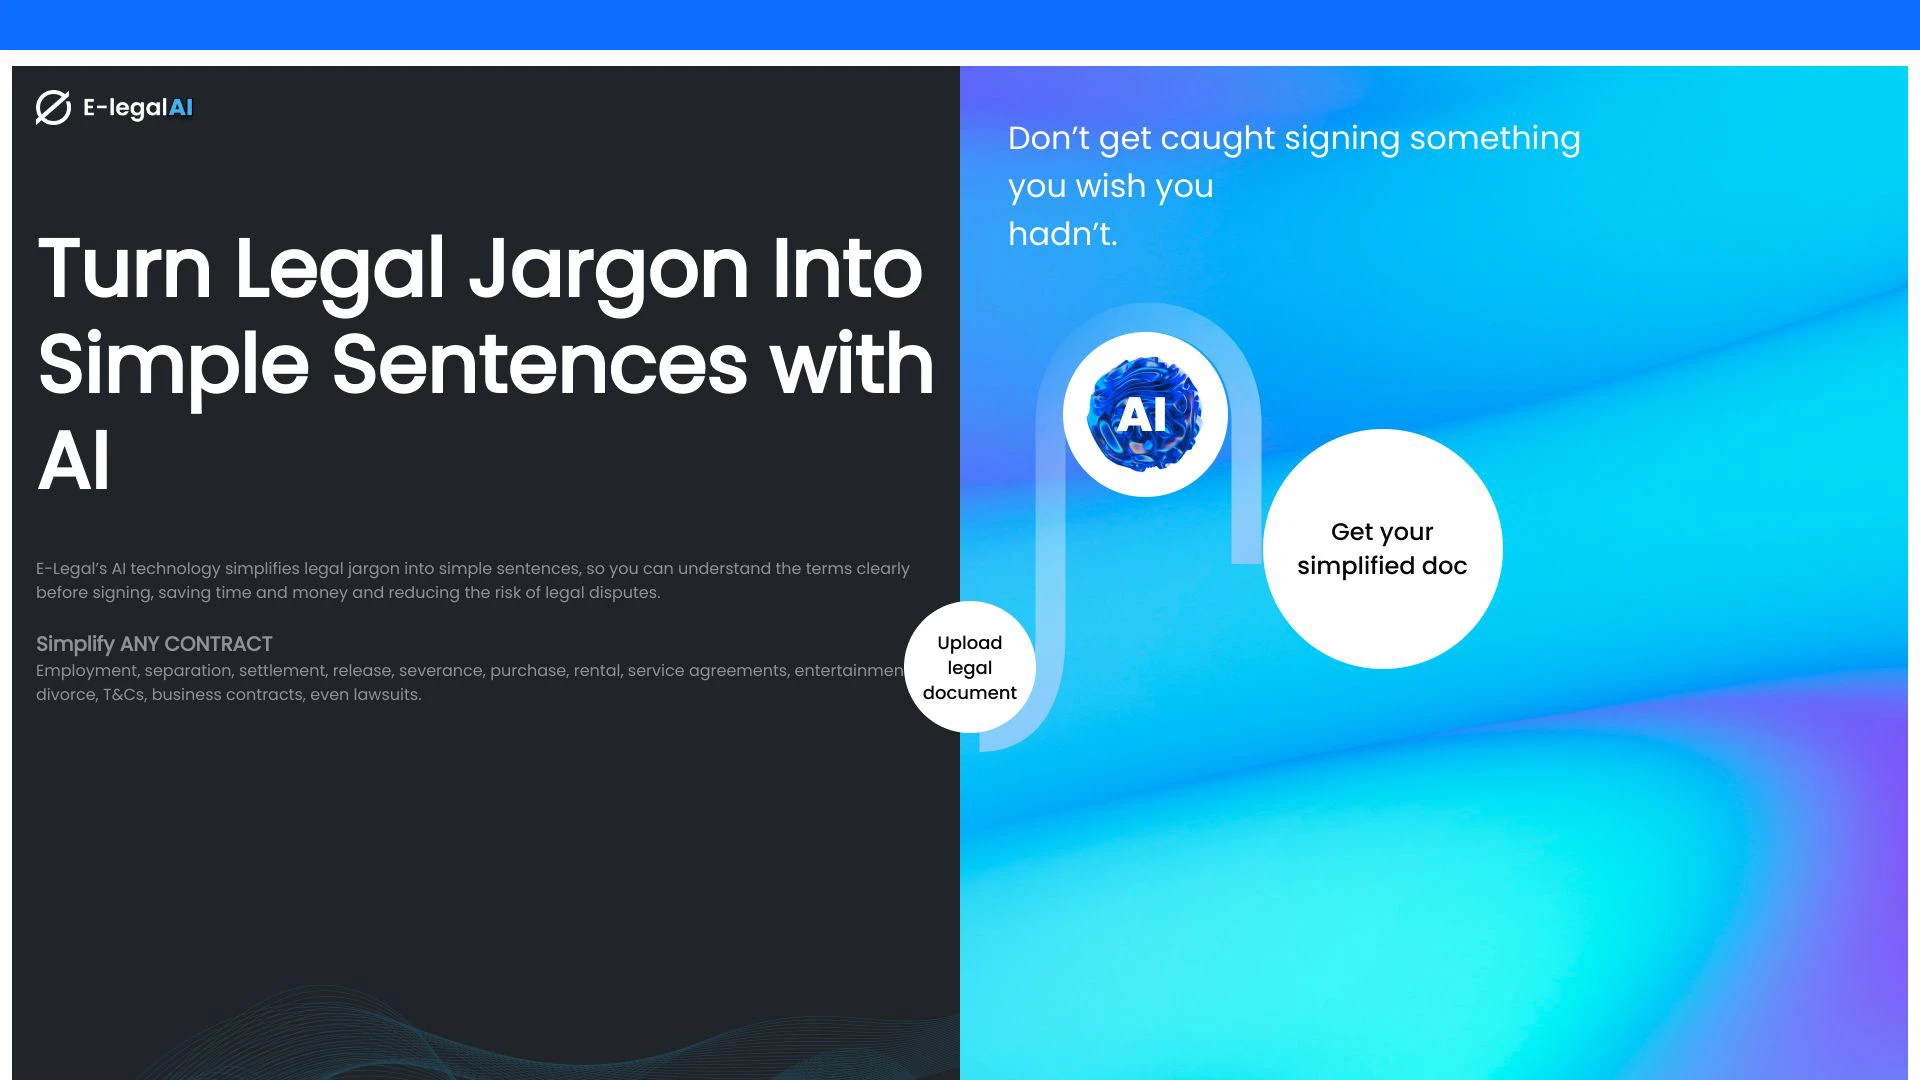 E-legalAI
Turn Legal Jargon Into
Simple Sentences with
AI
E-Legal’s AI technology simplifies legal jargon into simple sentences, so you can understand the terms clearly
before signing, saving time and money and reducing the risk of legal disputes.
Simplify ANY CONTRACT
Employment, separation, settlement, release, severance, purchase, rental, service agreements, entertainmen
divorce, T&Cs, business contracts, even lawsuits.
Don’t get caught signing something
you wish you
hadn’t.
AI
Get your
simplified doc
Upload
legal
document